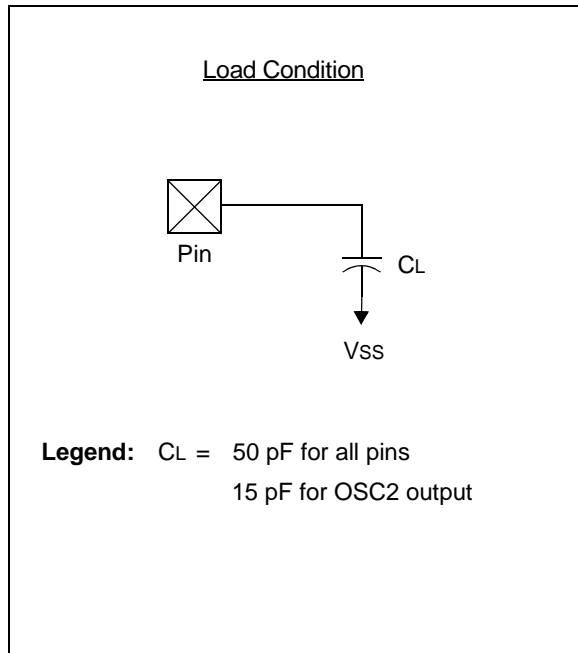 Load Condition
Pin
CL
VSS
Legend: CL = 50 pF for all pins
15 pF for OSC2 output